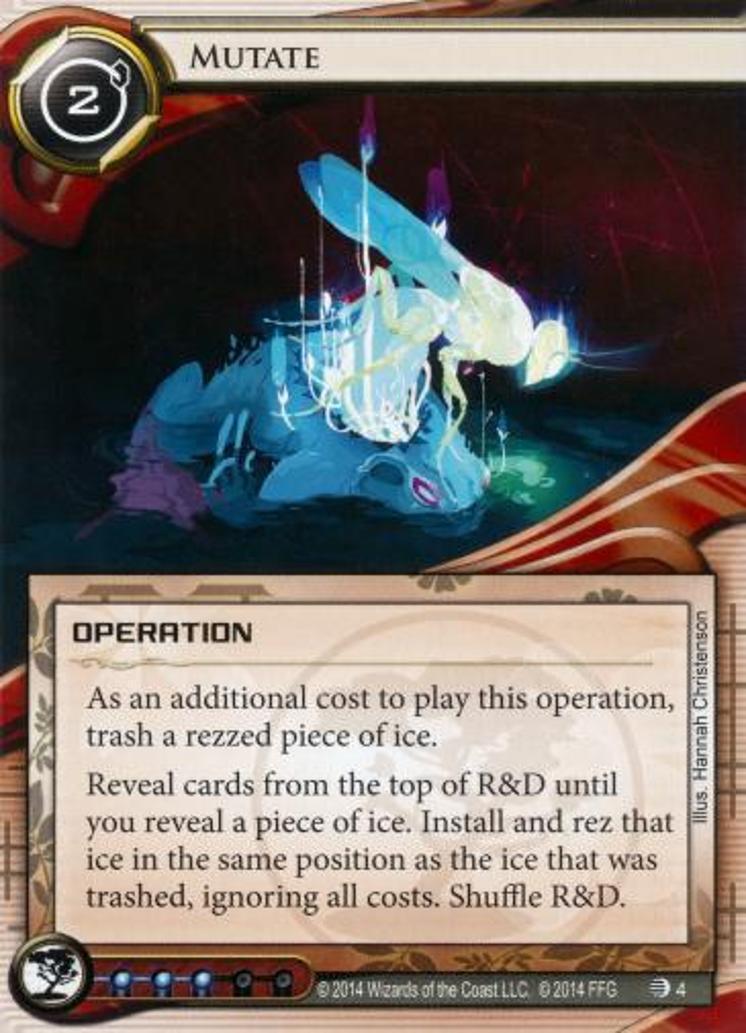 MUTATE
2
OPERATION
As an additional cost to play this operation,
trash a rezzed piece of ice.
Reveal cards from the top of R&D until
you reveal a piece of ice. Install and rez that
ice in the same position as the ice that was
trashed, ignoring all costs. Shuffle R&D.
Illus. Hannah Christenson
© 2014 Wizards of the Coast LLC. © 2014 FFG
4